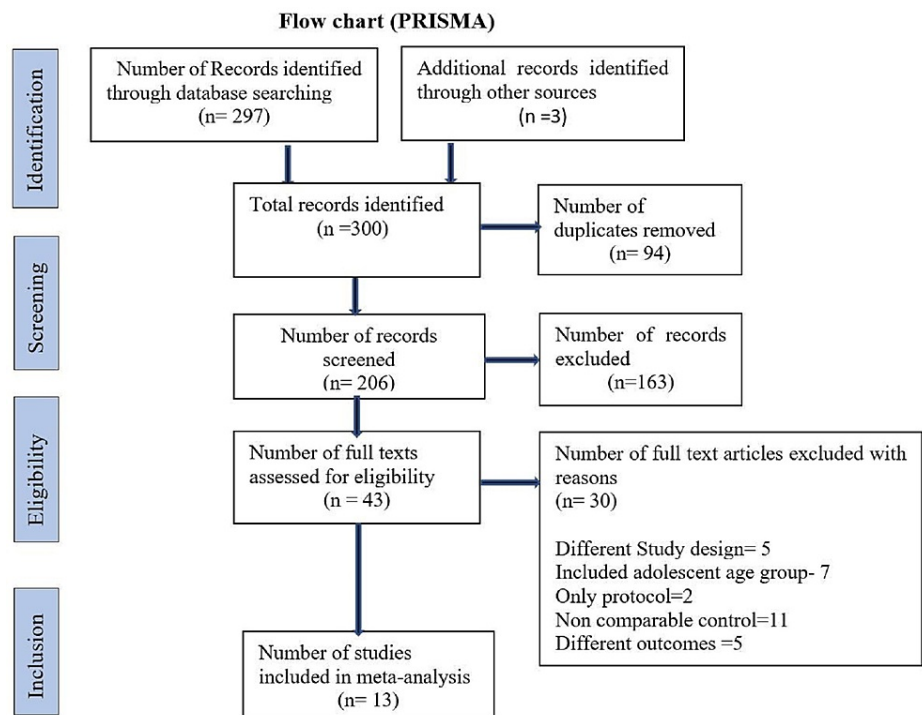 Flow chart (PRISMA)
Identification
Number of Records identified
through database searching
(n= 297)
Additional records identified
through other sources
(n =3)
Total records identified
(n =300)
Number of
duplicates removed
(n= 94)
Screening
Number of records
screened
(n= 206)
Number of records
excluded
(n=163)
Eligibility
Number of full texts
assessed for eligibility
(n = 43)
Number of full text articles excluded with
reasons
(n= 30)
Different Study design= 5
Included adolescent age group- 7
Only protocol=2
Non comparable control=11
Different outcomes =5
Inclusion
Number of studies
included in meta-analysis
(n= 13)